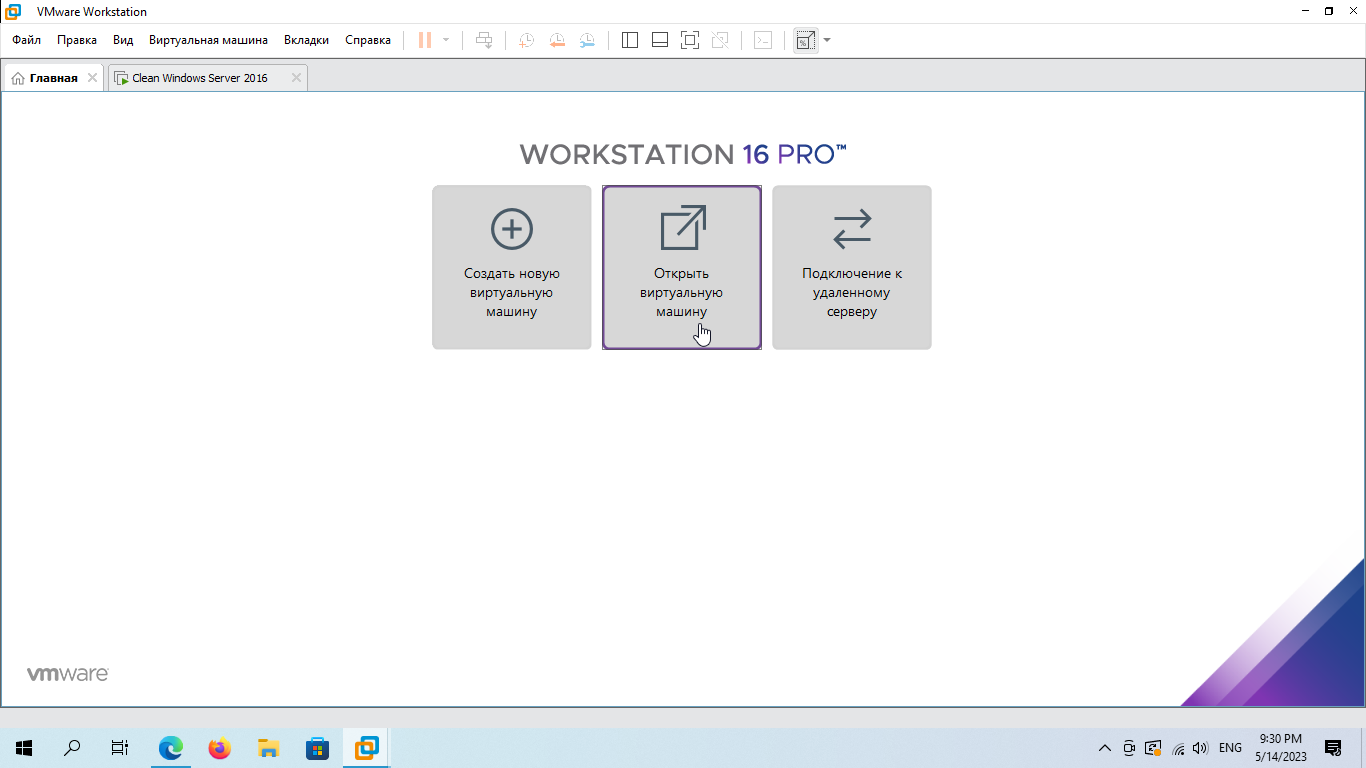 VMware Workstation
Файл Правка Вид Виртуальная машина Вкладки Справка
Главная Clean Windows Server 2016
WORKSTATION 16 PRO™
Создать новую
виртуальную
машину
Открыть
виртуальную
машину
Подключение к
удаленному
серверу
vmware
ENG
9:30 PM
5/14/2023